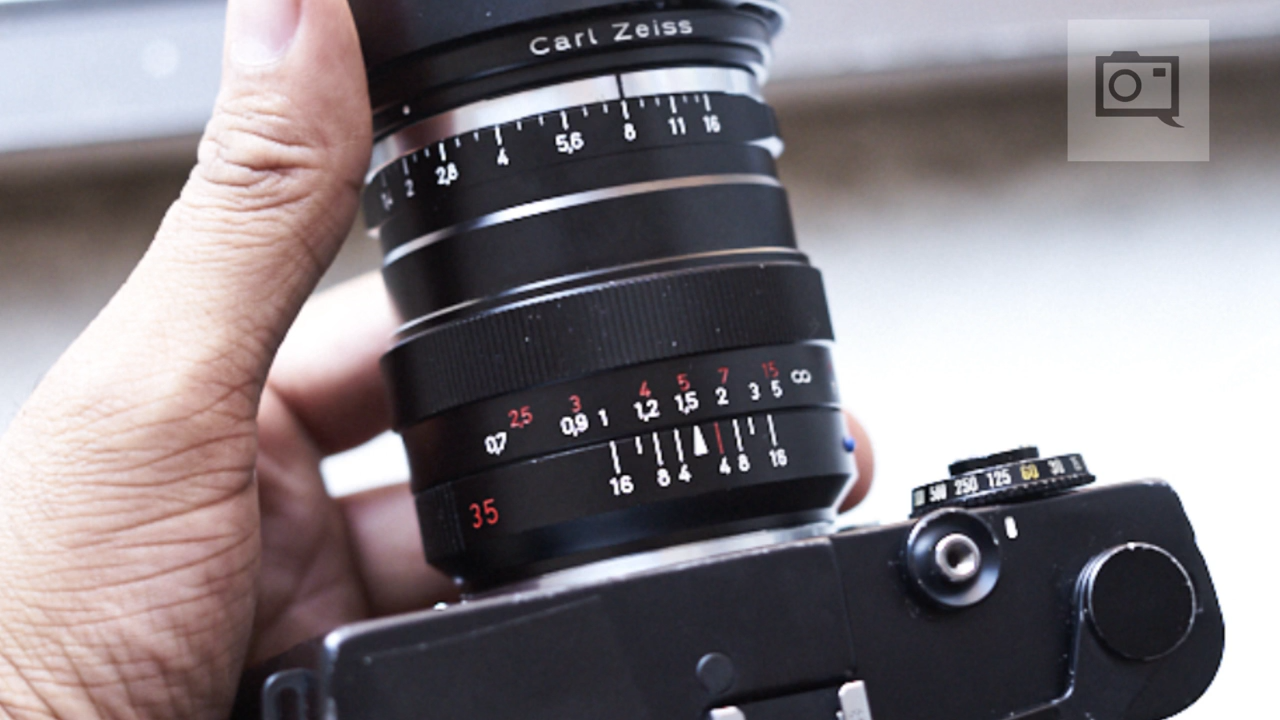 Carl Zeiss
2 2,8 4 5,6 8 11 16
2,5 3 4 5 7 15
0,7 0,9 1 1,2 1,5 2 3 5 ∞
16 8 4 4 8 16
35
500 250 125 60 30